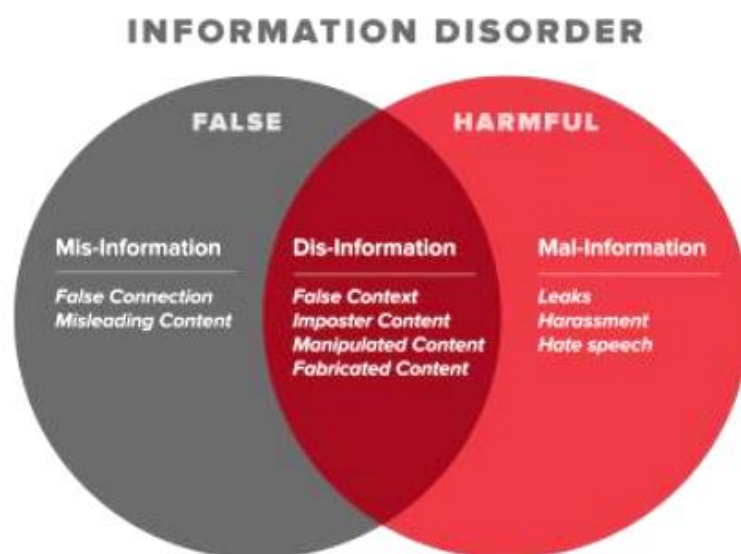 INFORMATION DISORDER
FALSE
HARMFUL
Mis-Information
False Connection
Misleading Content
Dis-Information
False Context
Imposter Content
Manipulated Content
Fabricated Content
Mal-Information
Leaks
Harassment
Hate speech